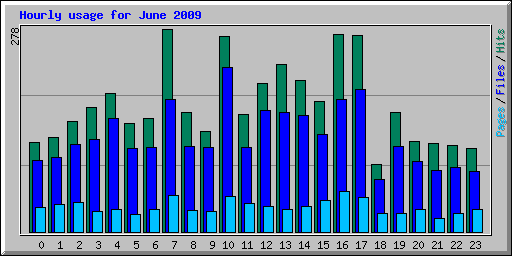 Hourly usage for June 2009
278
Pages / Files / Hits
0 1 2 3 4 5 6 7 8 9 10 11 12 13 14 15 16 17 18 19 20 21 22 23